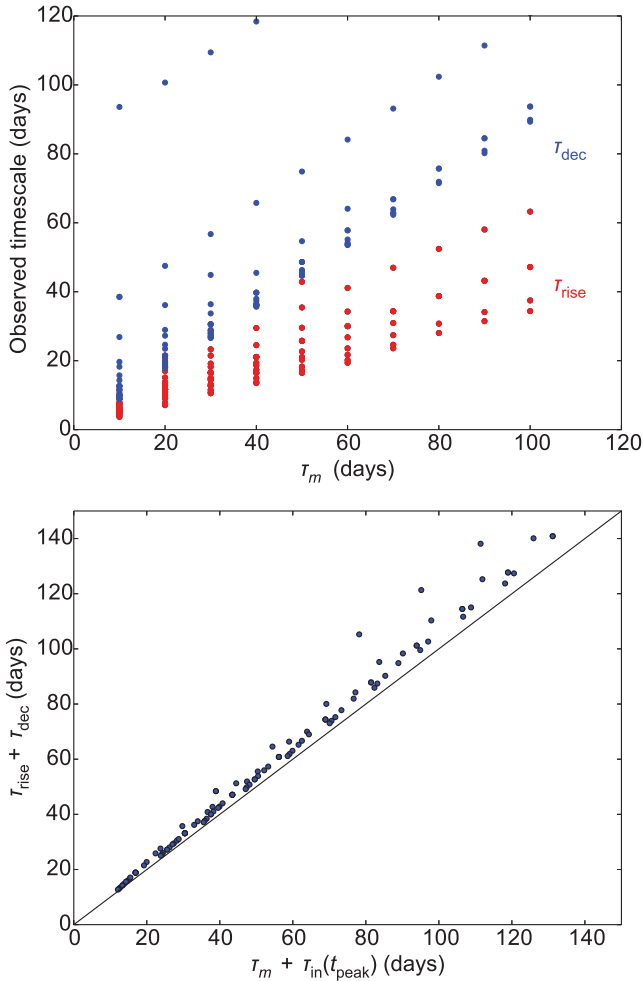 120
100
80
60
40
20
0
Observed timescale (days)
τdec
τrise
0 20 40 60 80 100 120
τm (days)
140
120
100
80
60
40
20
0
τrise + τdec (days)
20 40 60 80 100 120 140
τm + τin(tpeak) (days)